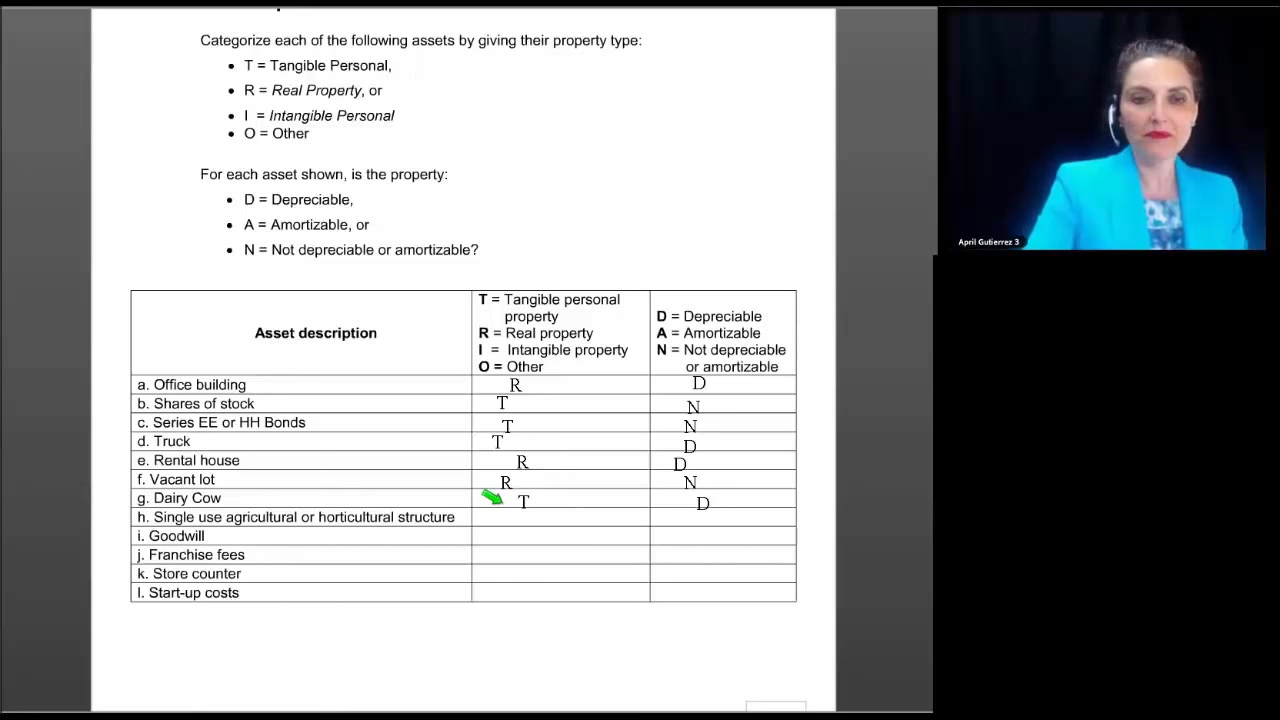 Categorize each of the following assets by giving their property type:
• T = Tangible Personal,
• R = Real Property, or
• I = Intangible Personal
• O = Other
For each asset shown, is the property:
• D = Depreciable,
• A = Amortizable, or
• N = Not depreciable or amortizable?
Asset description
T = Tangible personal
property
R = Real property
I = Intangible property
O = Other
D = Depreciable
A = Amortizable
N = Not depreciable
or amortizable
a. Office building R D
b. Shares of stock T N
c. Series EE or HH Bonds T N
d. Truck T D
e. Rental house R D
f. Vacant lot R N
g. Dairy Cow T D
h. Single use agricultural or horticultural structure
i. Goodwill
j. Franchise fees
k. Store counter
l. Start-up costs
April Gutierrez 3